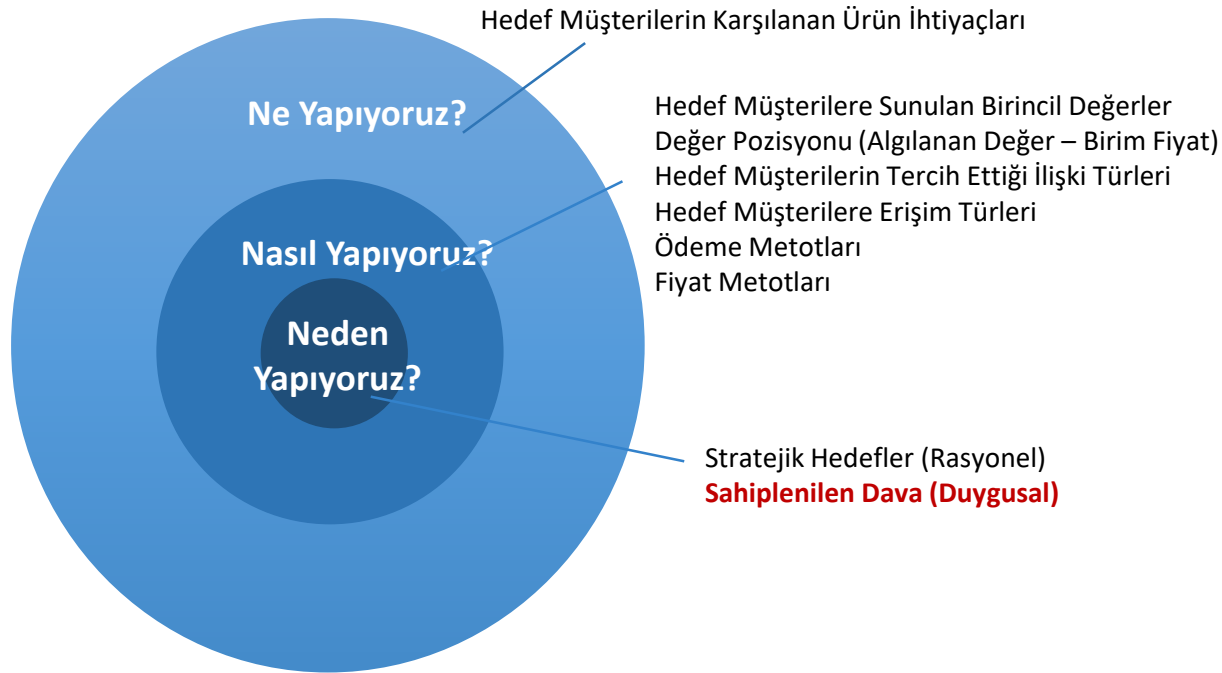 Hedef Müşterilerin Karşılanan Ürün İhtiyaçları
Ne Yapıyoruz?
Hedef Müşterilere Sunulan Birincil Değerler
Değer Pozisyonu (Algılanan Değer – Birim Fiyat)
Hedef Müşterilerin Tercih Ettiği İlişki Türleri
Hedef Müşterilere Erişim Türleri
Ödeme Metotları
Fiyat Metotları
Nasıl Yapıyoruz?
Neden
Yapıyoruz?
Stratejik Hedefler (Rasyonel)
Sahiplenilen Dava (Duygusal)